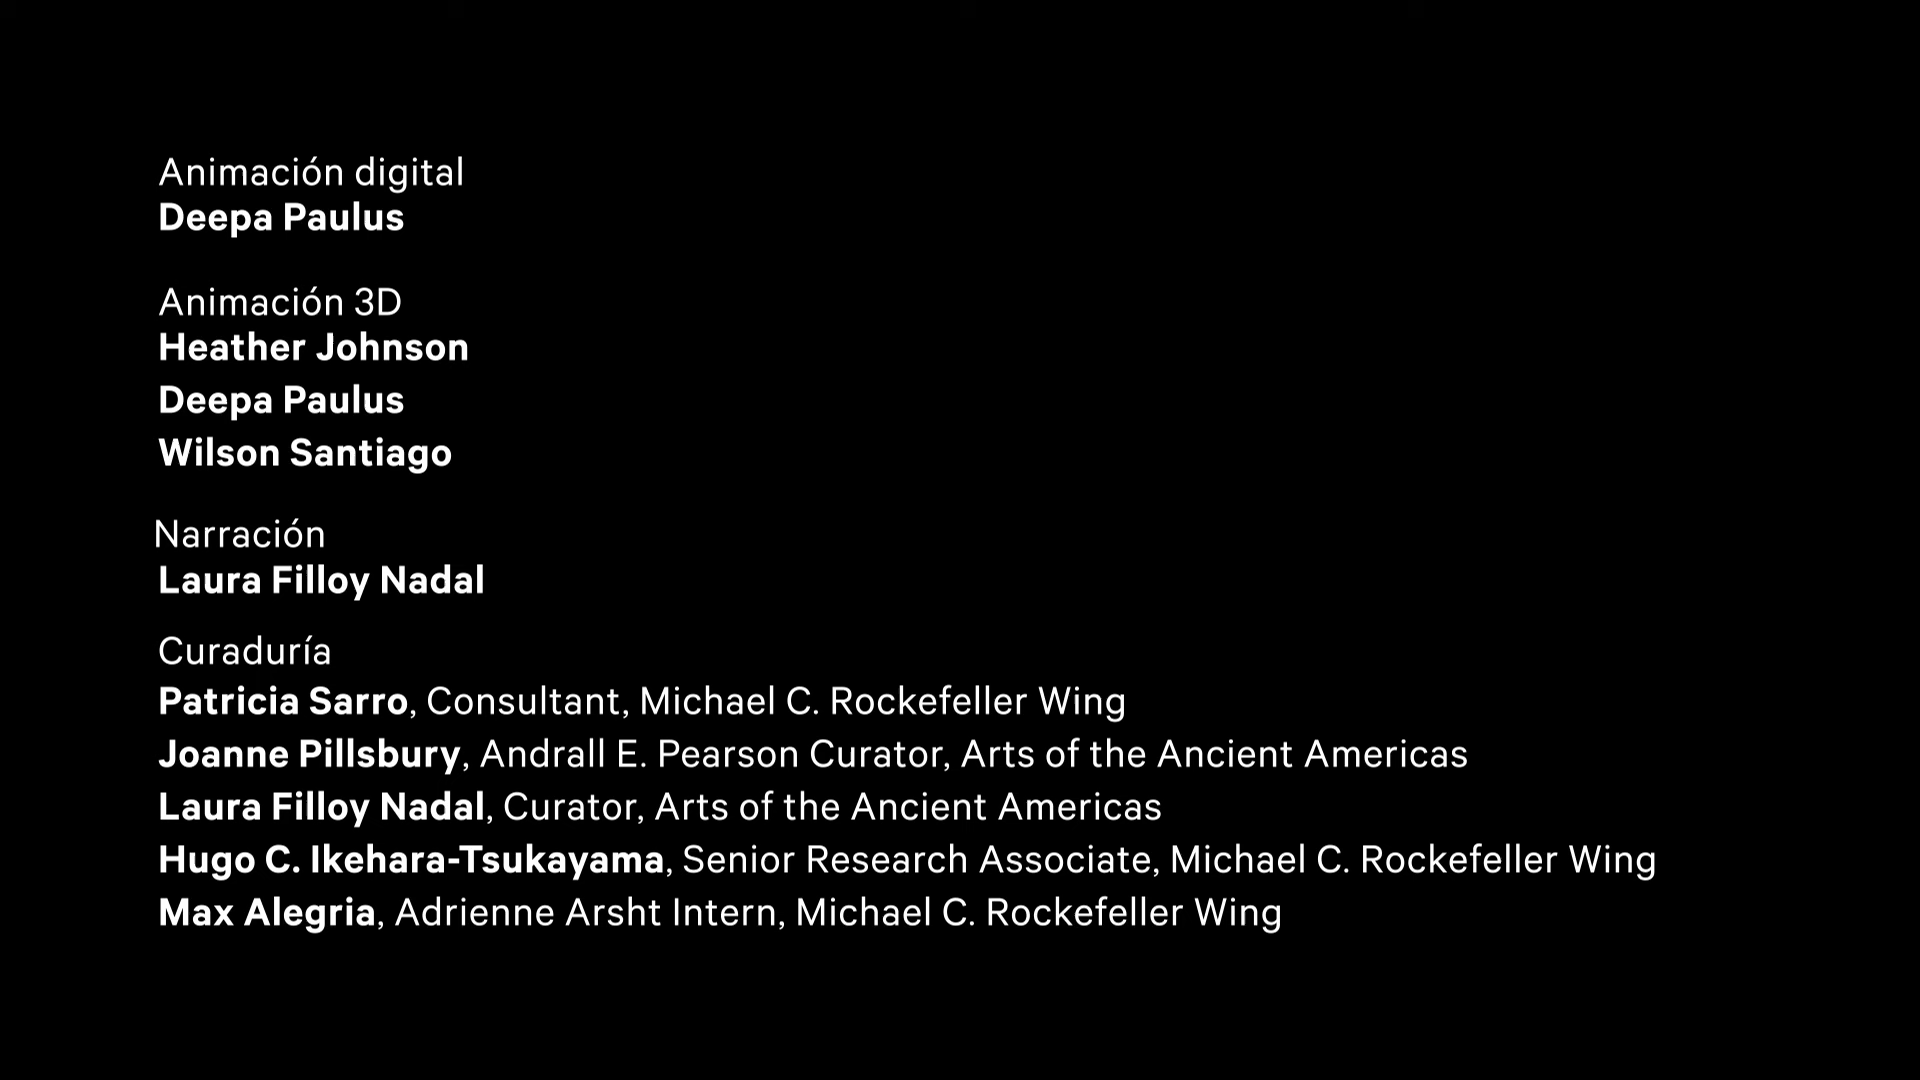 Animación digital
Deepa Paulus
Animación 3D
Heather Johnson
Deepa Paulus
Wilson Santiago
Narración
Laura Filloy Nadal
Curaduría
Patricia Sarro, Consultant, Michael C. Rockefeller Wing
Joanne Pillsbury, Andrall E. Pearson Curator, Arts of the Ancient Americas
Laura Filloy Nadal, Curator, Arts of the Ancient Americas
Hugo C. Ikehara-Tsukayama, Senior Research Associate, Michael C. Rockefeller Wing
Max Alegria, Adrienne Arsht Intern, Michael C. Rockefeller Wing